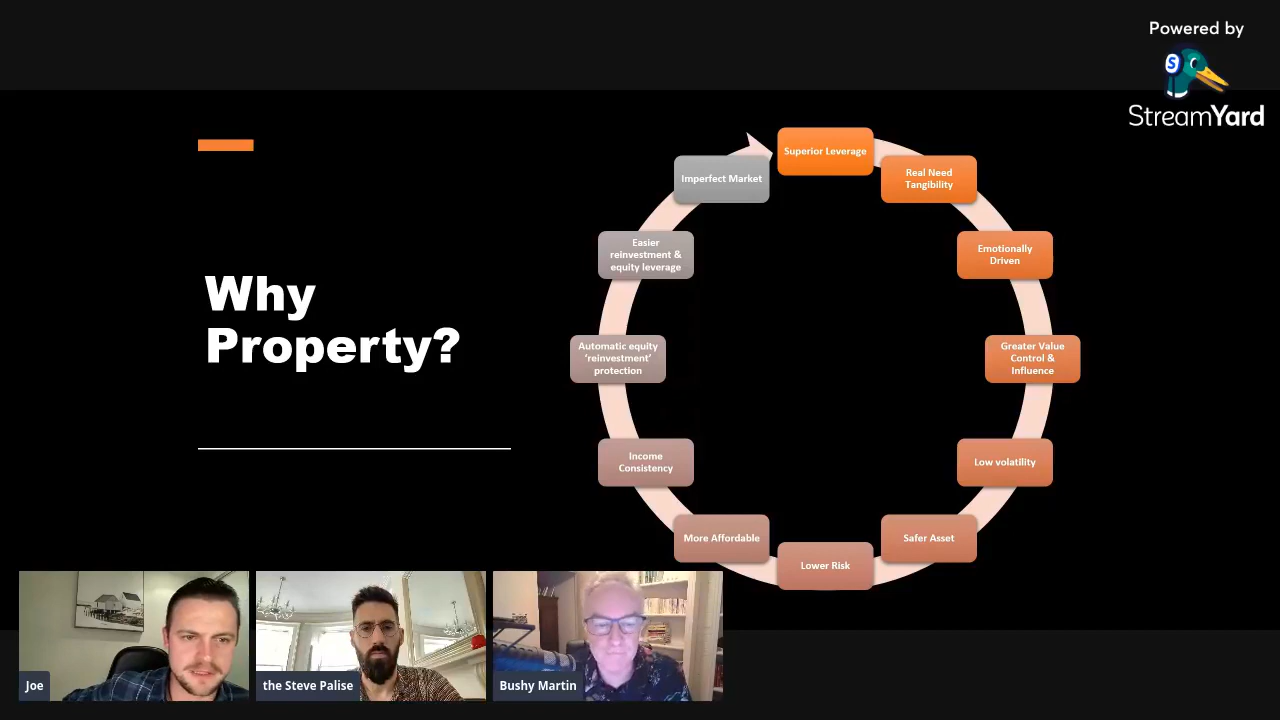 Powered by
S
StreamYard
Why
Property?
Superior Leverage
Real Need
Tangibility
Emotionally
Driven
Greater Value
Control &
Influence
Low volatility
Safer Asset
Lower Risk
More Affordable
Income
Consistency
Automatic equity
‘reinvestment’
protection
Easier
reinvestment &
equity leverage
Imperfect Market
Joe
the Steve Palise
Bushy Martin